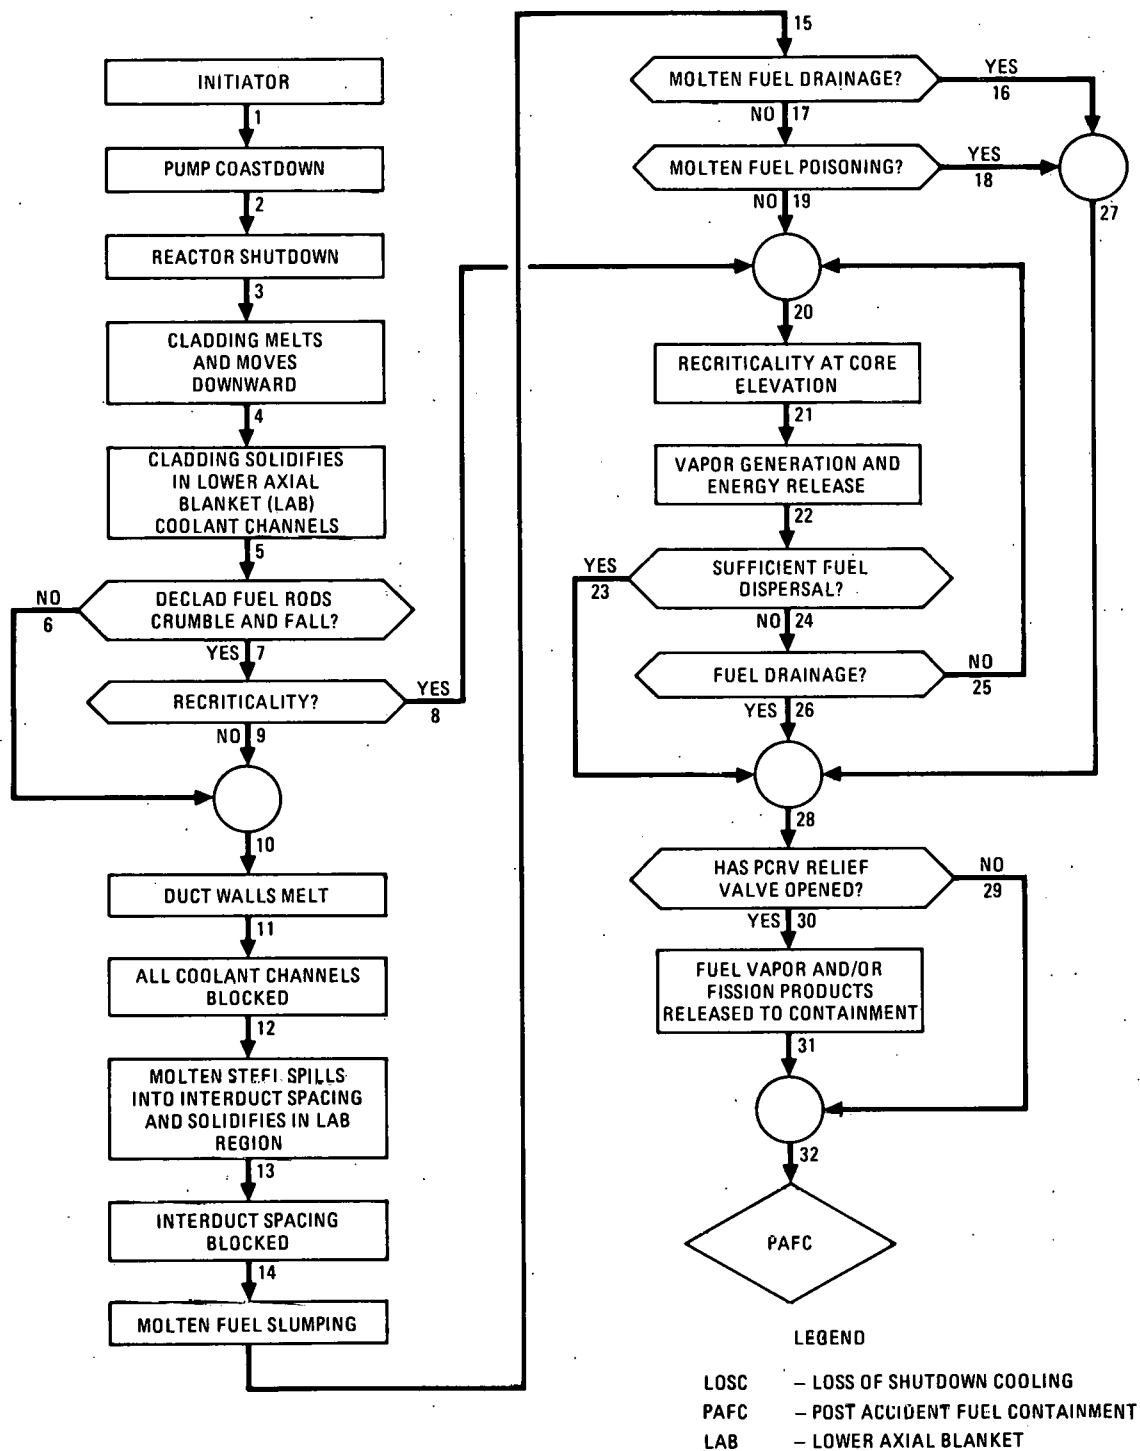 INITIATOR
1
PUMP COASTDOWN
2
REACTOR SHUTDOWN
3
CLADDING MELTS
AND MOVES
DOWNWARD
4
CLADDING SOLIDIFIES
IN LOWER AXIAL
BLANKET (LAB)
COOLANT CHANNELS
5
NO
6
DECLAD FUEL RODS
CRUMBLE AND FALL?
YES 7
RECRITICALITY?
YES
8
NO 9
10
DUCT WALLS MELT
11
ALL COOLANT CHANNELS
BLOCKED
12
MOLTEN STEFI SPILLS
INTO INTERDUCT SPACING
AND SOLIDIFIES IN LAB
REGION
13
INTERDUCT SPACING
BLOCKED
14
MOLTEN FUEL SLUMPING
15
MOLTEN FUEL DRAINAGE?
YES
16
NO 17
MOLTEN FUEL POISONING?
YES
18
NO 19
27
20
RECRITICALITY AT CORE
ELEVATION
21
VAPOR GENERATION AND
ENERGY RELEASE
22
YES
23
SUFFICIENT FUEL
DISPERSAL?
NO 24
FUEL DRAINAGE?
NO
25
YES 26
28
HAS PCRV RELIEF
VALVE OPENED?
NO
29
YES 30
FUEL VAPOR AND/OR
FISSION PRODUCTS
RELEASED TO CONTAINMENT
31
32
PAFC
LEGEND
LOSC – LOSS OF SHUTDOWN COOLING
PAFC – POST ACCIDENT FUEL CONTAINMENT
LAB – LOWER AXIAL BLANKET